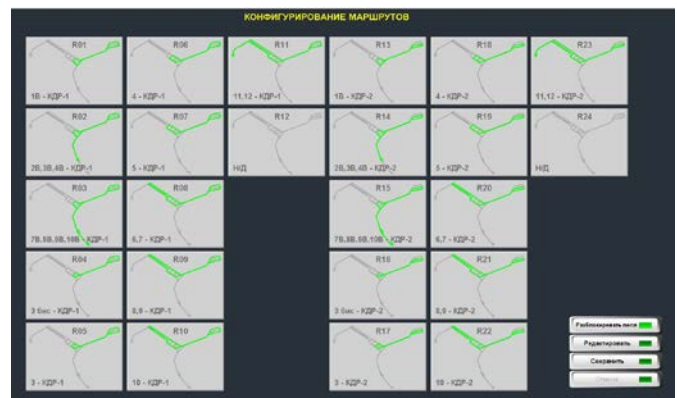 КОНФИГУРИРОВАНИЕ МАРШРУТОВ
R01 R06 R11 R13 R18 R23
1В - КДР-1 4 - КДР-1 11,12 - КДР-1 1В - КДР-2 4 - КДР-2 11,12 - КДР-2
R02 R07 R12 R14 R19 R24
2В,3В,4В - КДР-1 5 - КДР-1 Н/Д 2В,3В,4В - КДР-2 5 - КДР-2 Н/Д
R03 R08 R15 R20
7В,8В,9В,10В - КДР-1 6,7 - КДР-1 7В,8В,9В,10В - КДР-2 6,7 - КДР-2
R04 R09 R16 R21
3 бис - КДР-1 8,9 - КДР-1 3 бис - КДР-2 8,9 - КДР-2
R05 R10 R17 R22
3 - КДР-1 10 - КДР-1 3 - КДР-2 10 - КДР-2
Разблокировать поля
Редактировать
Сохранить